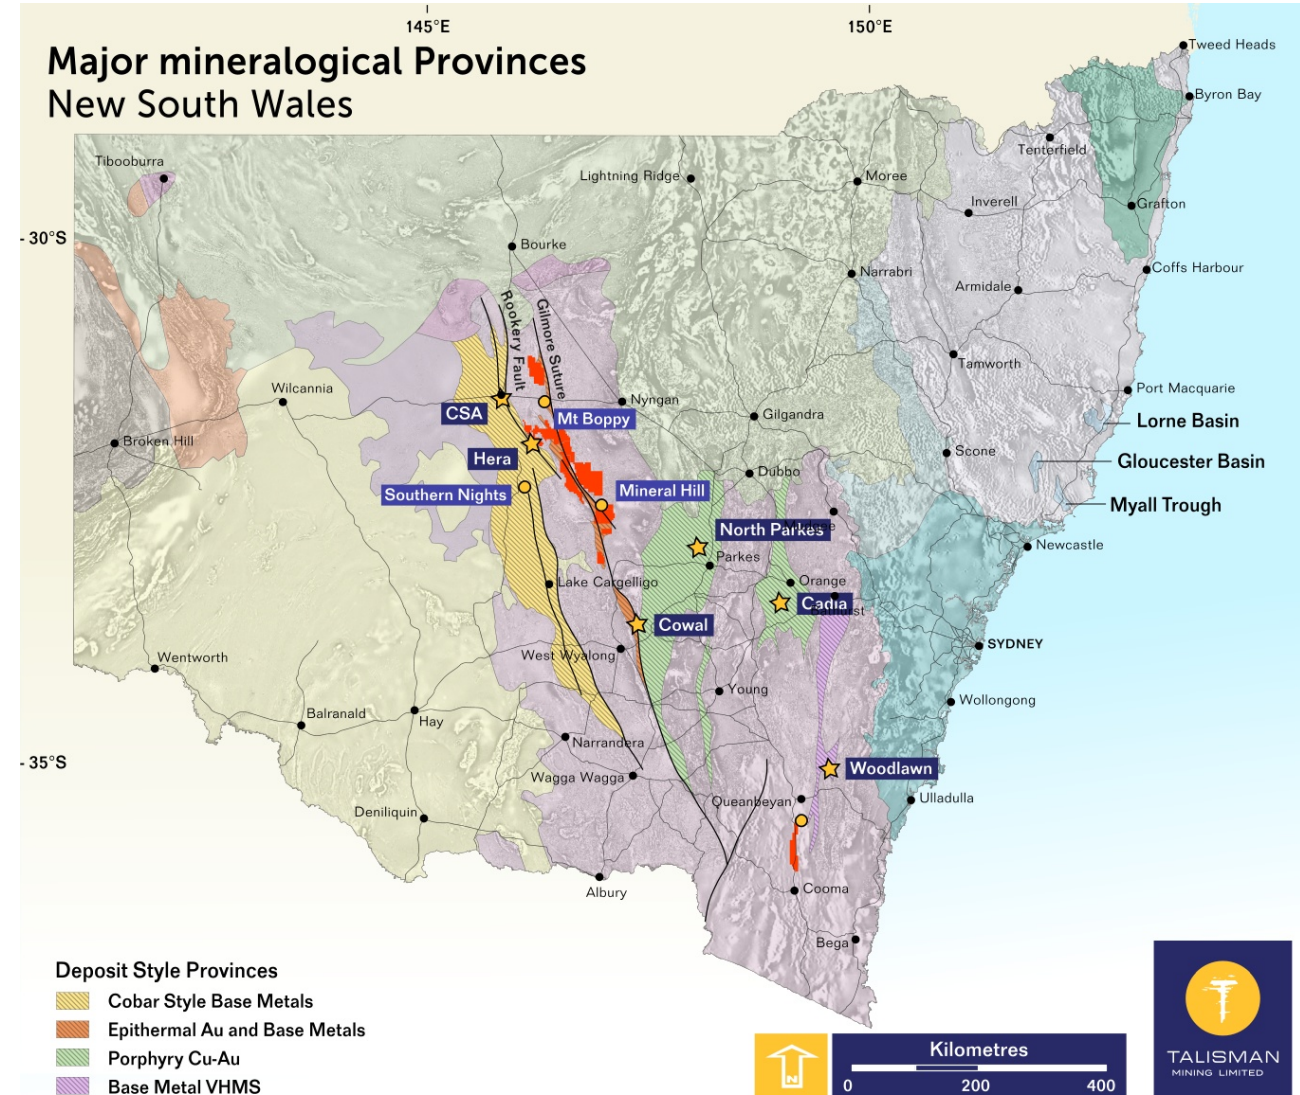 145°E
150°E
Major mineralogical Provinces
New South Wales
Tweed Heads
Byron Bay
Tenterfield
Tibooburra
Lightning Ridge
Moree
Inverell
Grafton
- 30°S
Bourke
Narrabri
Coffs Harbour
Armidale
Rookery Fault
Gilmore Suture
Tamworth
Wilcannia
Nyngan
Port Macquarie
CSA
Mt Boppy
Gilgandra
Lorne Basin
Broken Hill
Hera
Scone
Gloucester Basin
Dubbo
Southern Nights
Mineral Hill
Myall Trough
North Parkes
Mudgee
Newcastle
Parkes
Lake Cargelligo
Orange
Cadia
Bathurst
Cowal
SYDNEY
Wentworth
West Wyalong
Young
Wollongong
Balranald
Hay
Narrandera
- 35°S
Woodlawn
Wagga Wagga
Queanbeyan
Ulladulla
Deniliquin
Albury
Cooma
Bega
Deposit Style Provinces
Cobar Style Base Metals
Epithermal Au and Base Metals
Porphyry Cu-Au
Base Metal VHMS
N
Kilometres
0 200 400
T
TALISMAN
MINING LIMITED